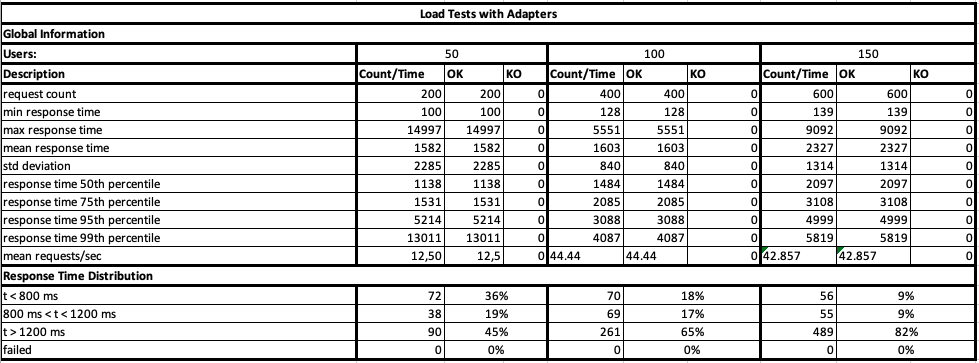 Load Tests with Adapters
Global Information
Users: 50 100 150
Description Count/Time OK KO Count/Time OK KO Count/Time OK KO
request count 200 200 0 400 400 0 600 600 0
min response time 100 100 0 128 128 0 139 139 0
max response time 14997 14997 0 5551 5551 0 9092 9092 0
mean response time 1582 1582 0 1603 1603 0 2327 2327 0
std deviation 2285 2285 0 840 840 0 1314 1314 0
response time 50th percentile 1138 1138 0 1484 1484 0 2097 2097 0
response time 75th percentile 1531 1531 0 2085 2085 0 3108 3108 0
response time 95th percentile 5214 5214 0 3088 3088 0 4999 4999 0
response time 99th percentile 13011 13011 0 4087 4087 0 5819 5819 0
mean requests/sec 12,50 12,5 0 44.44 44.44 0 42.857 42.857 0
Response Time Distribution
t < 800 ms 72 36% 70 18% 56 9%
800 ms < t < 1200 ms 38 19% 69 17% 55 9%
t > 1200 ms 90 45% 261 65% 489 82%
failed 0 0% 0 0% 0 0%